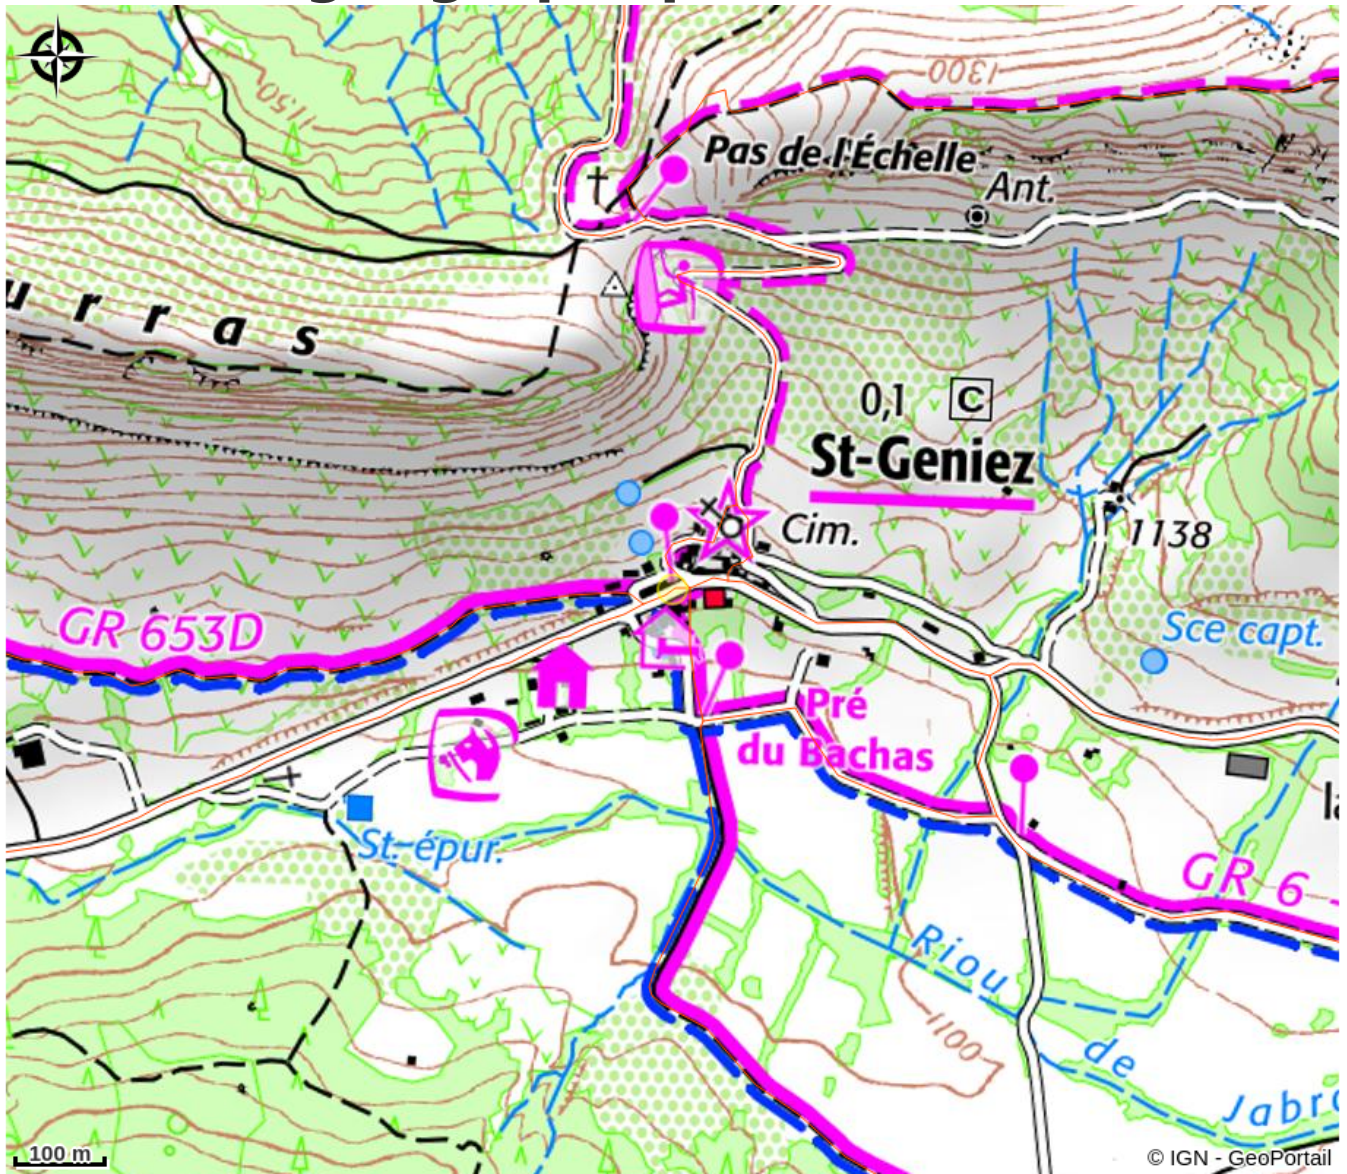 1300
1150
Pas de l'Échelle
Ant.
urras
0,1 C
St-Geniez
Cim.
1138
GR 653D
Sce capt.
Pré
du Bachas
St. épur.
GR 6
Riou
1100
de
Jabr
100 m
© IGN - GeoPortail